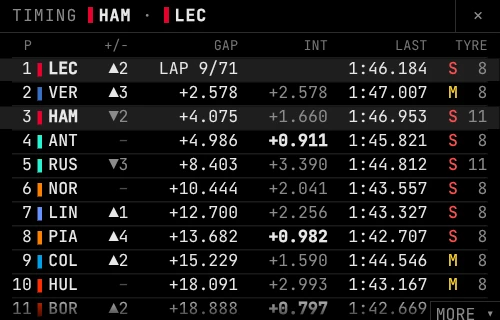 TIMING HAM · LEC ×
P +/- GAP INT LAST TYRE
1 LEC ▲2 LAP 9/71 1:46.184 S 8
2 VER ▲3 +2.578 +2.578 1:47.007 M 8
3 HAM ▼2 +4.075 +1.660 1:46.953 S 11
4 ANT – +4.986 +0.911 1:45.821 S 8
5 RUS ▼3 +8.403 +3.390 1:44.812 S 11
6 NOR – +10.444 +2.041 1:43.557 S 8
7 LIN ▲1 +12.700 +2.256 1:43.327 S 8
8 PIA ▲4 +13.682 +0.982 1:42.707 S 8
9 COL ▲2 +15.229 +1.590 1:44.546 M 8
10 HUL – +18.091 +2.993 1:43.167 M 8
11 BOR ▲2 +18.888 +0.797 1:42.669 MORE ▼